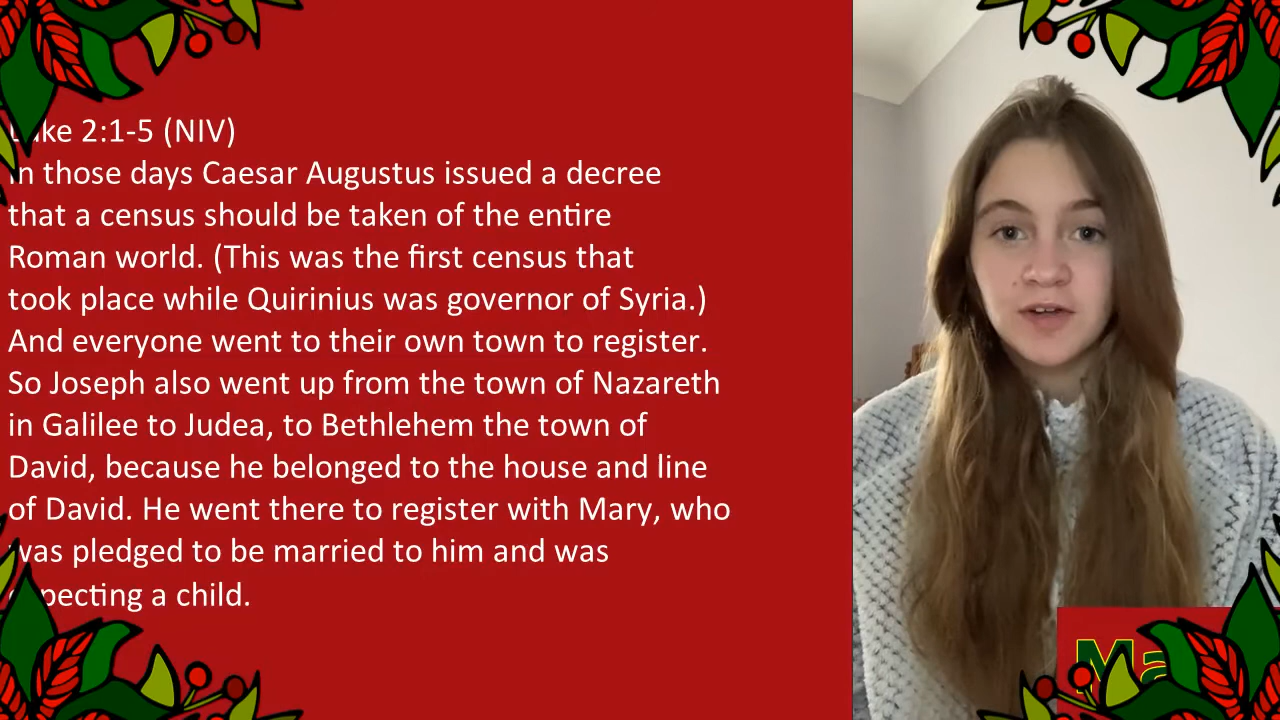 Luke 2:1-5 (NIV)
In those days Caesar Augustus issued a decree
that a census should be taken of the entire
Roman world. (This was the first census that
took place while Quirinius was governor of Syria.)
And everyone went to their own town to register.
So Joseph also went up from the town of Nazareth
in Galilee to Judea, to Bethlehem the town of
David, because he belonged to the house and line
of David. He went there to register with Mary, who
was pledged to be married to him and was
expecting a child.